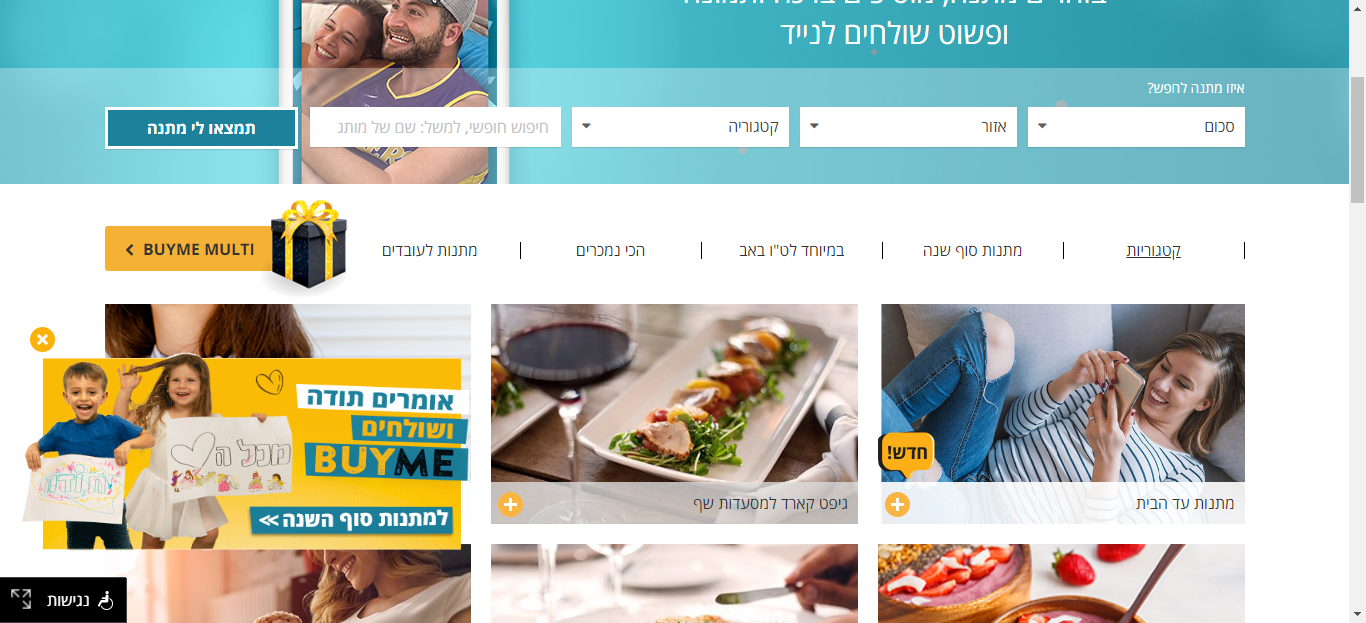 ופשוט שולחים לנייד
איזו מתנה לחפש?
סכום
אזור
קטגוריה
חיפוש חופשי, למשל: שם של מותג
תמצאו לי מתנה
קטגוריות
מתנות סוף שנה
במיוחד לט"ו באב
הכי נמכרים
מתנות לעובדים
BUYME MULTI
חדש!
מתנות עד הבית
גיפט קארד למסעדות שף
אומרים תודה
ושולחים
BUYME
מכל ה
תודה
למתנות סוף השנה >>
נגישות